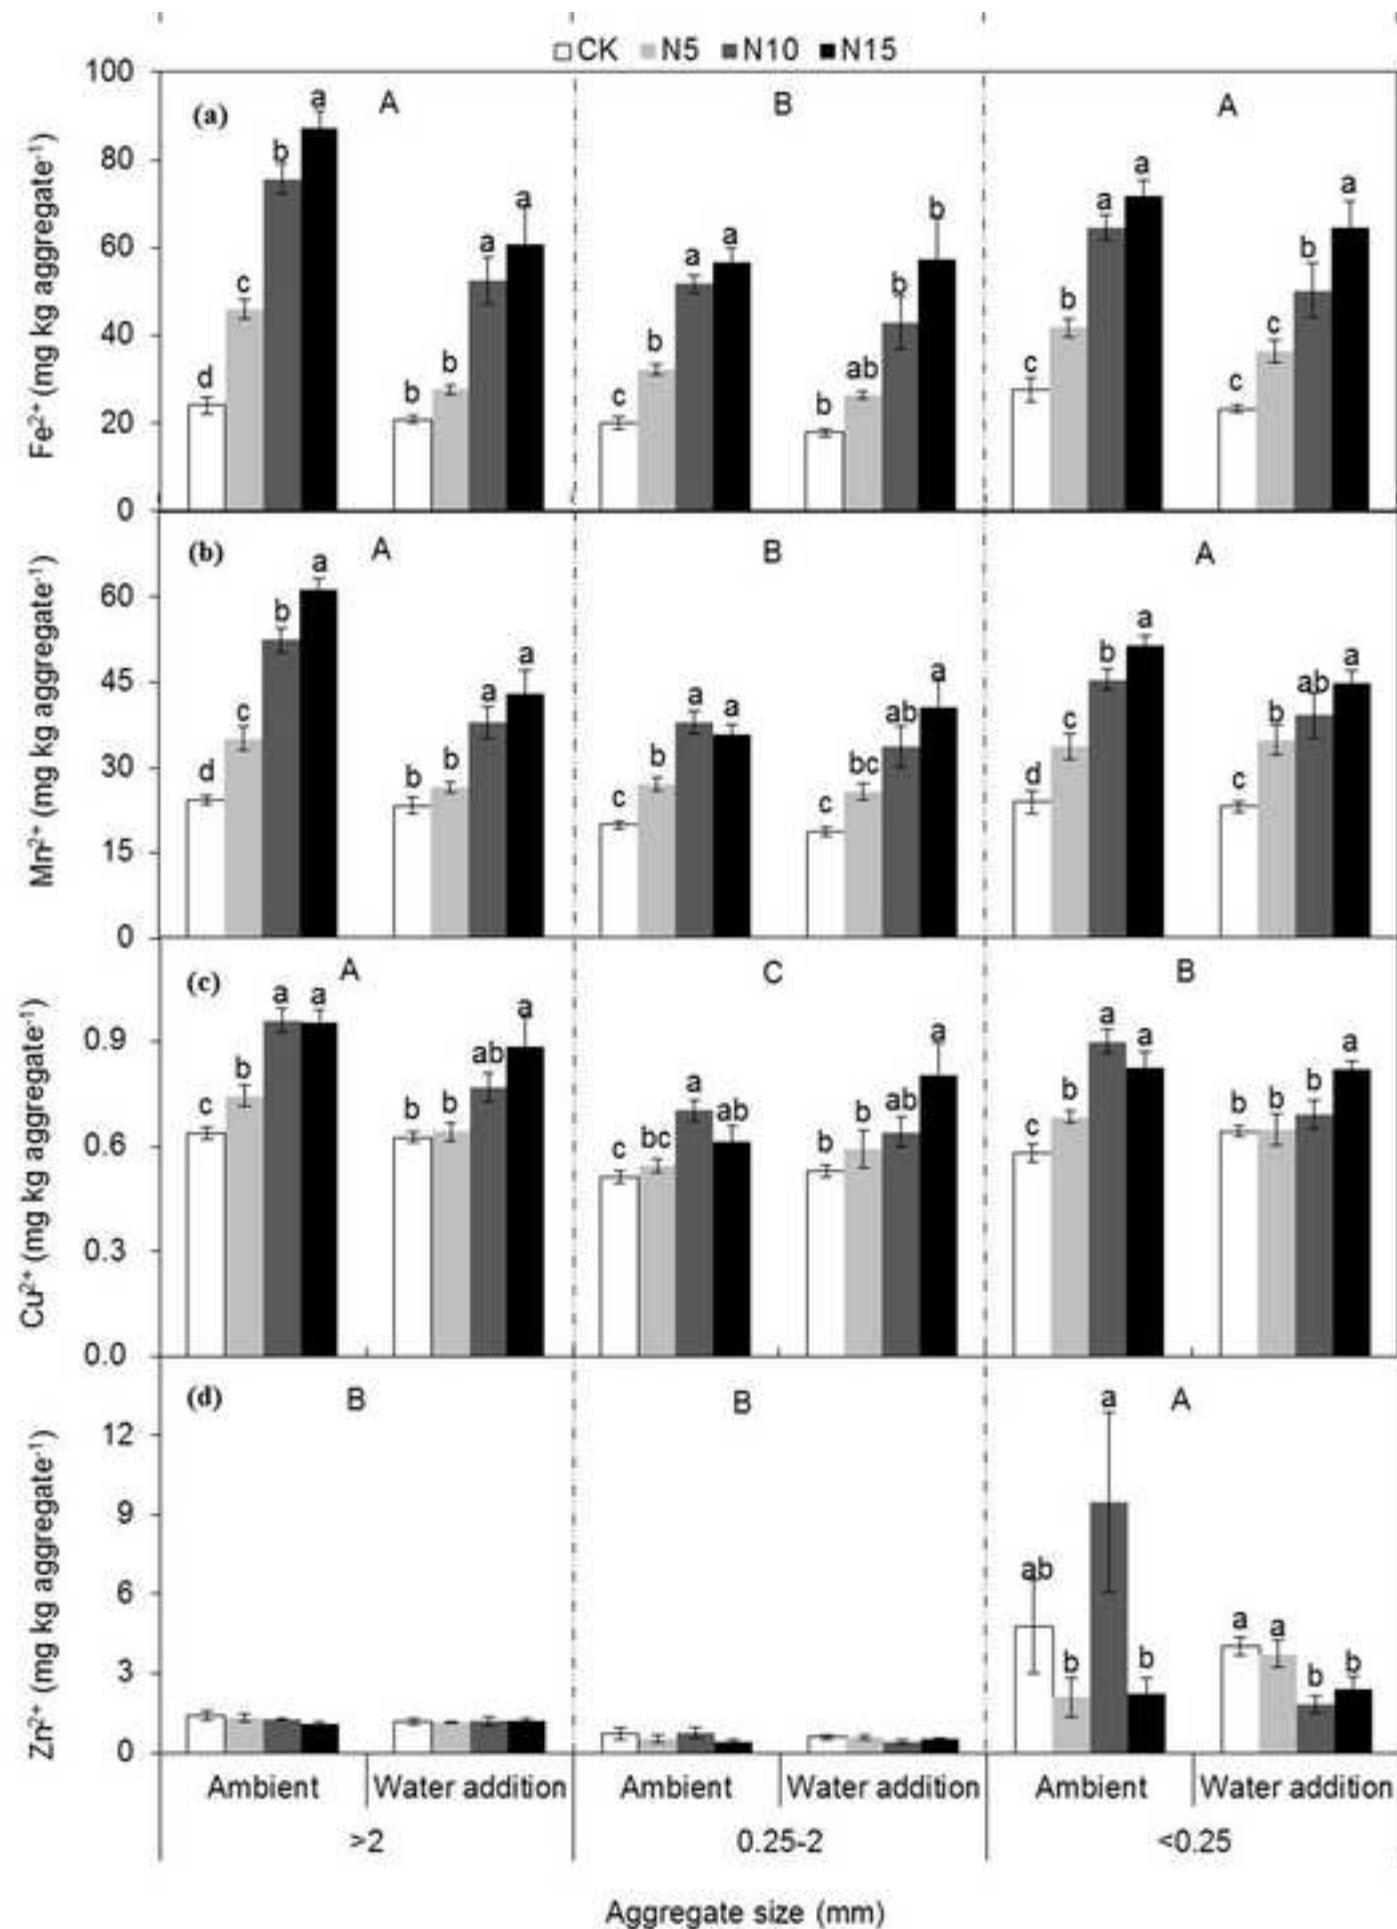 CK N5 N10 N15
100
80
60
40
20
0
Fe²⁺ (mg kg aggregate⁻¹)
(a) A B A
d c b a b b a a
c b a a b ab b b
c b a a c c b a
60
45
30
15
0
Mn²⁺ (mg kg aggregate⁻¹)
(b) A B A
d c b a b b a a
c b a a c bc ab a
d c b a c b ab a
0.9
0.6
0.3
0.0
Cu²⁺ (mg kg aggregate⁻¹)
(c) A C B
c b a a b b ab a
c bc a ab b b ab a
c b a a b b b a
12
9
6
3
0
Zn²⁺ (mg kg aggregate⁻¹)
(d) B B A
ab b a b a a b b
Ambient Water addition Ambient Water addition Ambient Water addition
>2 0.25-2 <0.25
Aggregate size (mm)